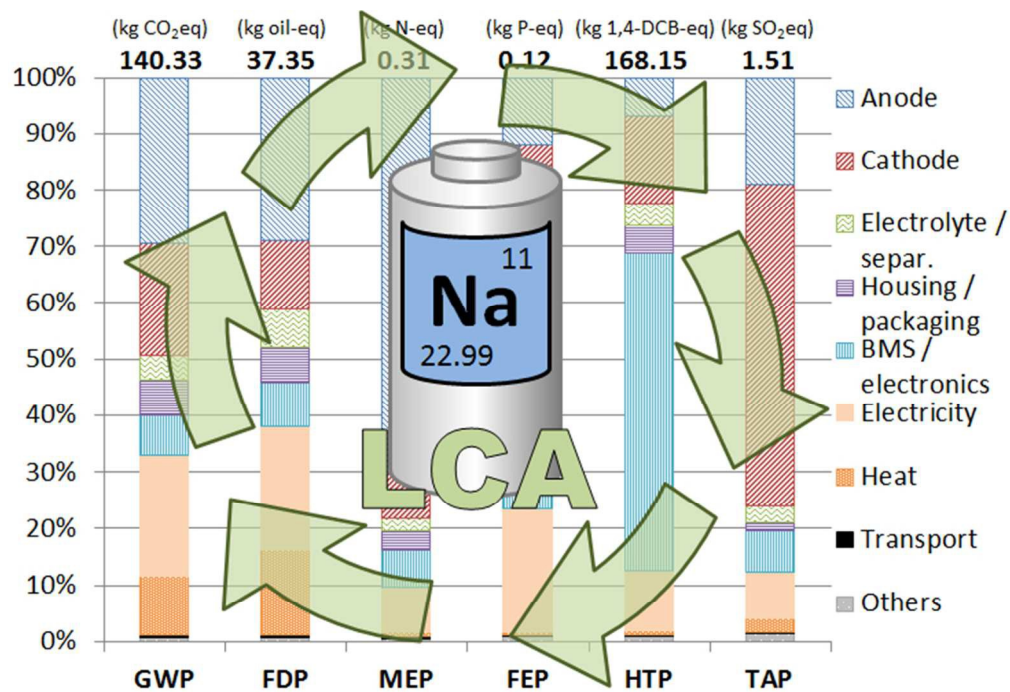 (kg CO₂eq) (kg oil-eq) (kg N-eq) (kg P-eq) (kg 1,4-DCB-eq) (kg SO₂eq)
140.33 37.35 0.31 0.12 168.15 1.51
100%
90%
80%
70%
60%
50%
40%
30%
20%
10%
0%
11
Na
22.99
LCA
GWP FDP MEP FEP HTP TAP
Anode
Cathode
Electrolyte /
separ.
Housing /
packaging
BMS /
electronics
Electricity
Heat
Transport
Others